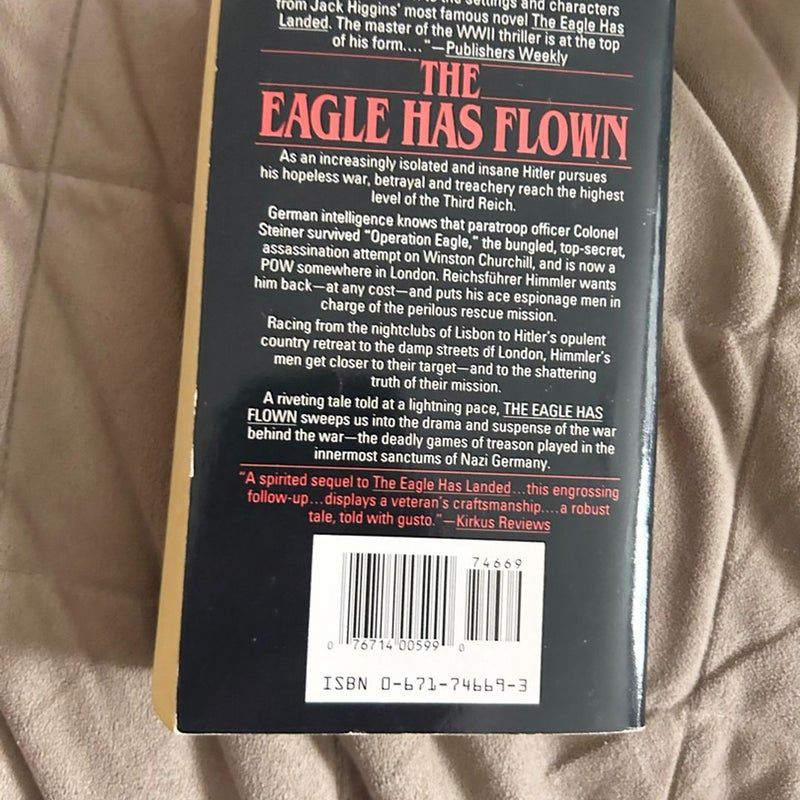 to the settings and characters
from Jack Higgins' most famous novel The Eagle Has
Landed. The master of the WWII thriller is at the top
of his form...."—Publishers Weekly
THE
EAGLE HAS FLOWN
As an increasingly isolated and insane Hitler pursues
his hopeless war, betrayal and treachery reach the highest
level of the Third Reich.
German intelligence knows that paratroop officer Colonel
Steiner survived "Operation Eagle," the bungled, top-secret,
assassination attempt on Winston Churchill, and is now a
POW somewhere in London. Reichsführer Himmler wants
him back—at any cost—and puts his ace espionage men in
charge of the perilous rescue mission.
Racing from the nightclubs of Lisbon to Hitler's opulent
country retreat to the damp streets of London, Himmler's
men get closer to their target—and to the shattering
truth of their mission.
A riveting tale told at a lightning pace, THE EAGLE HAS
FLOWN sweeps us into the drama and suspense of the war
behind the war—the deadly games of treason played in the
innermost sanctums of Nazi Germany.
"A spirited sequel to The Eagle Has Landed...this engrossing
follow-up...displays a veteran's craftsmanship....a robust
tale, told with gusto."—Kirkus Reviews
74669
0 76714 00599 0
ISBN 0-671-74669-3